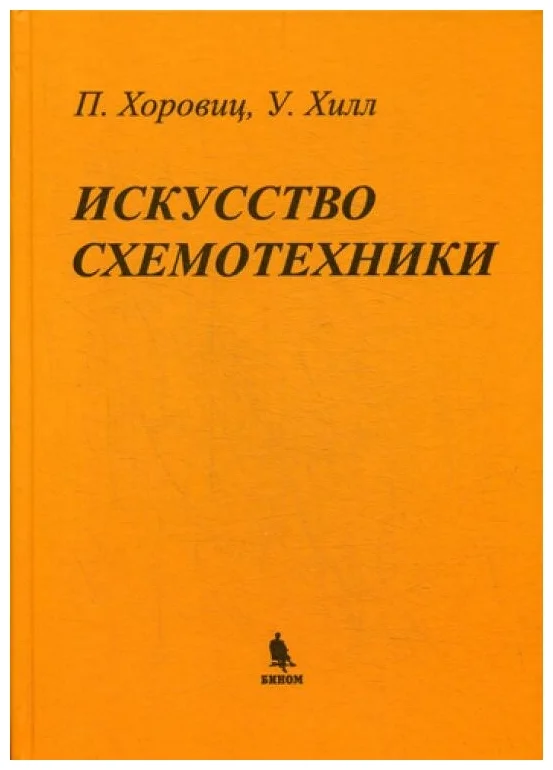 П. Хоровиц, У. Хилл
ИСКУССТВО
СХЕМОТЕХНИКИ
БИНОМ